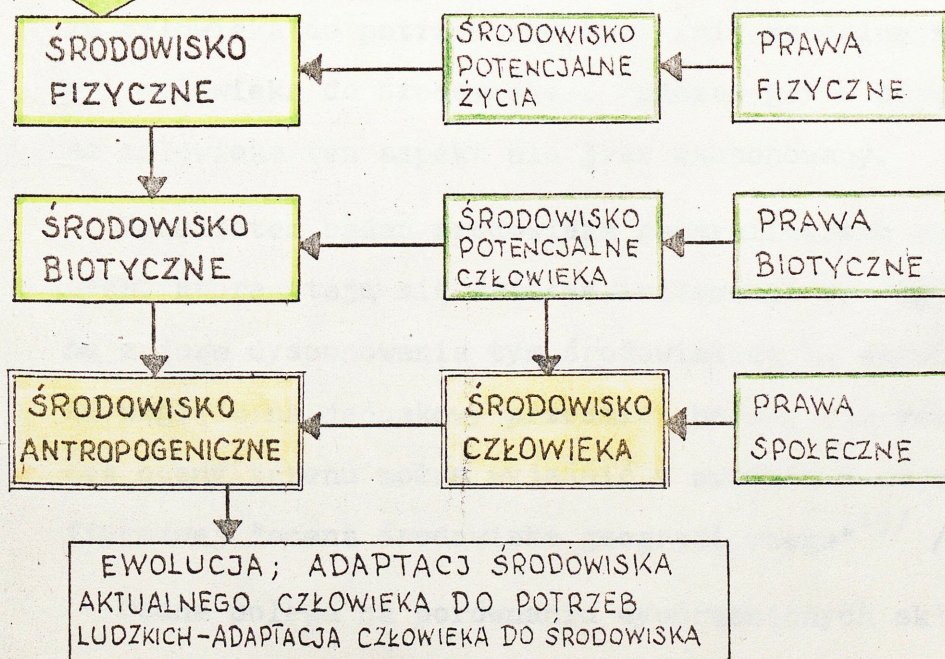 ŚRODOWISKO
FIZYCZNE
ŚRODOWISKO
POTENCJALNE
ŻYCIA
PRAWA
FIZYCZNE
ŚRODOWISKO
BIOTYCZNE
ŚRODOWISKO
POTENCJALNE
CZŁOWIEKA
PRAWA
BIOTYCZNE
ŚRODOWISKO
ANTROPOGENICZNE
ŚRODOWISKO
CZŁOWIEKA
PRAWA
SPOŁECZNE
EWOLUCJA; ADAPTACJ ŚRODOWISKA
AKTUALNEGO CZŁOWIEKA DO POTRZEB
LUDZKICH-ADAPTACJA CZŁOWIEKA DO ŚRODOWISKA